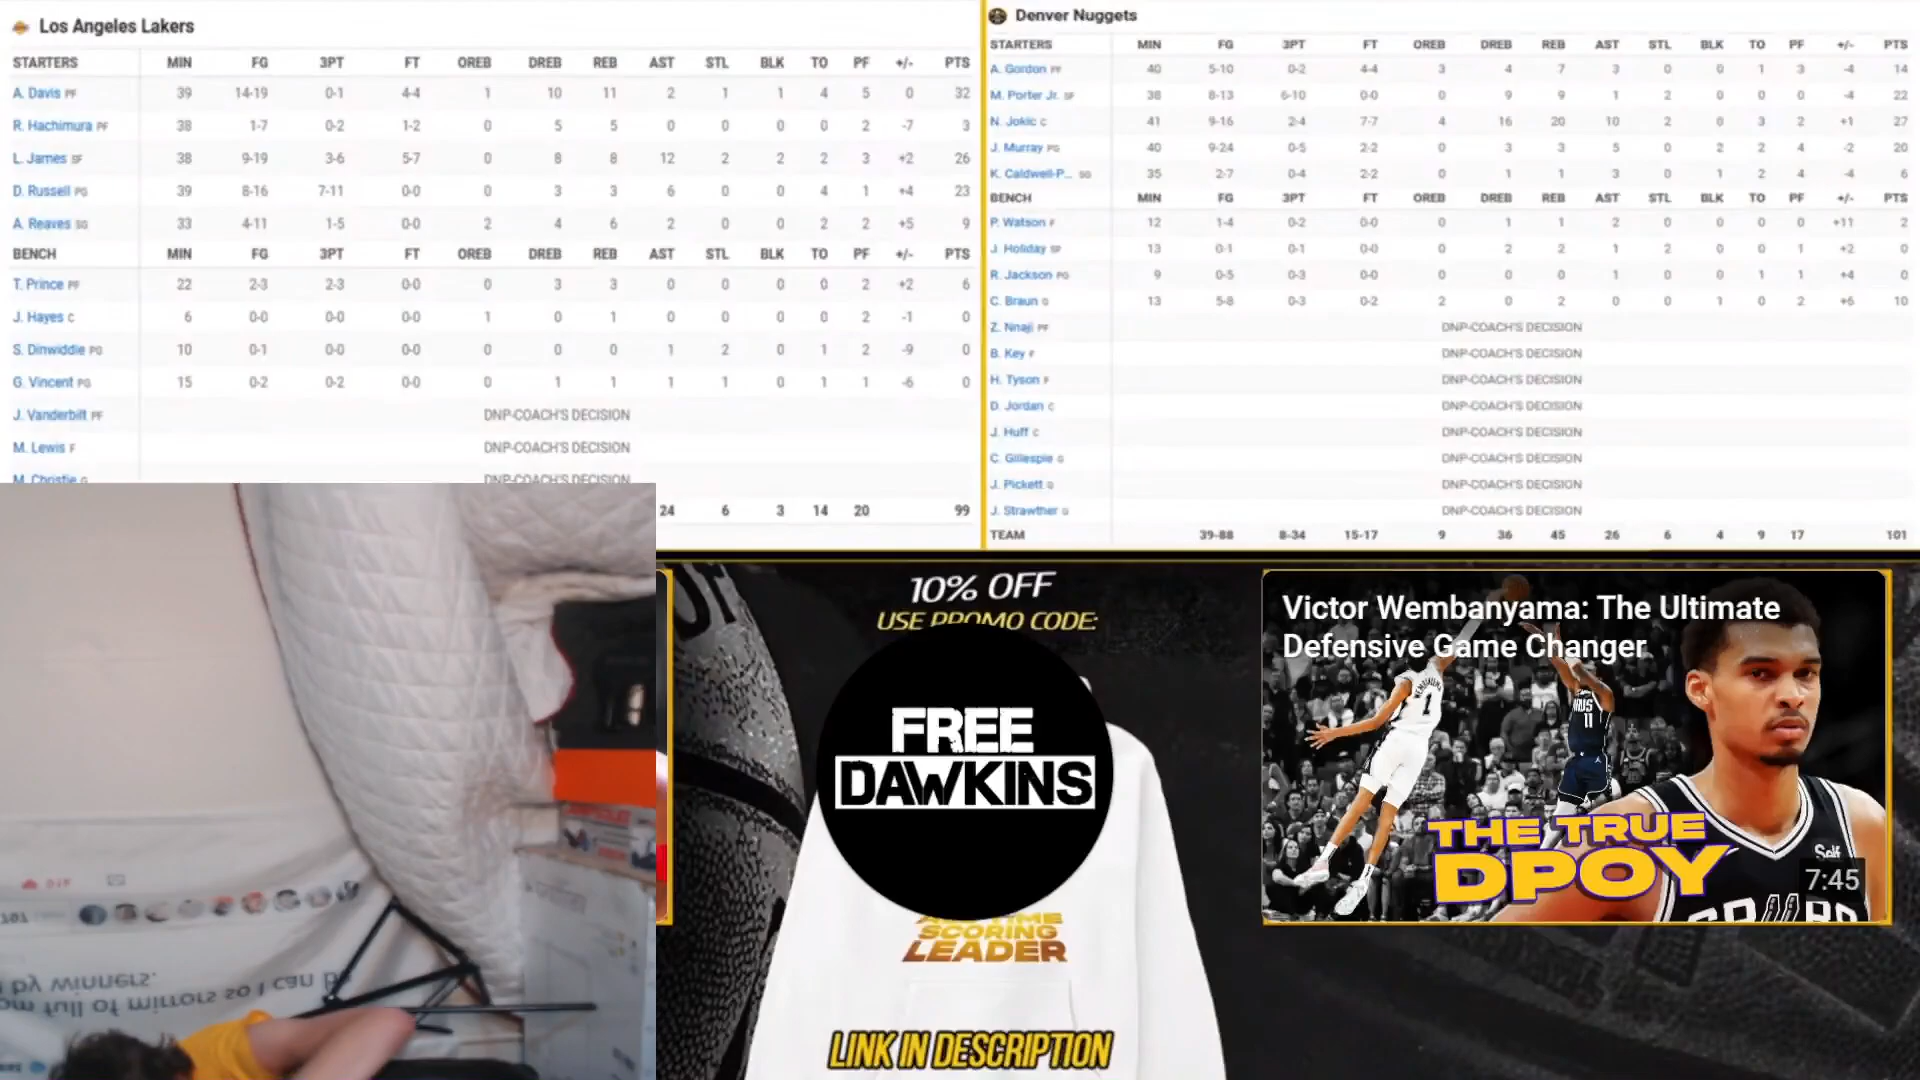 Los Angeles Lakers
STARTERS MIN FG 3PT FT OREB DREB REB AST STL BLK TO PF +/- PTS
A. Davis PF 39 14-19 0-1 4-4 1 10 11 2 1 1 4 5 0 32
R. Hachimura PF 38 1-7 0-2 1-2 0 5 5 0 0 0 0 2 -7 3
L. James SF 38 9-19 3-6 5-7 0 8 8 12 2 2 2 3 +2 26
D. Russell PG 39 8-16 7-11 0-0 0 3 3 6 0 0 4 1 +4 23
A. Reaves SG 33 4-11 1-5 0-0 2 4 6 2 0 0 2 2 +5 9
BENCH MIN FG 3PT FT OREB DREB REB AST STL BLK TO PF +/- PTS
T. Prince PF 22 2-3 2-3 0-0 0 3 3 0 0 0 0 2 +2 6
J. Hayes C 6 0-0 0-0 0-0 1 0 1 0 0 0 0 2 -1 0
S. Dinwiddie PG 10 0-1 0-0 0-0 0 0 0 1 2 0 1 2 -9 0
G. Vincent PG 15 0-2 0-2 0-0 0 1 1 1 1 0 1 1 -6 0
J. Vanderbilt PF DNP-COACH'S DECISION
M. Lewis F DNP-COACH'S DECISION
M. Christie G DNP-COACH'S DECISION
24 6 3 14 20 99
Denver Nuggets
STARTERS MIN FG 3PT FT OREB DREB REB AST STL BLK TO PF +/- PTS
A. Gordon PF 40 5-10 0-2 4-4 3 4 7 3 0 0 1 3 -4 14
M. Porter Jr. SF 38 8-13 6-10 0-0 0 9 9 1 2 0 0 0 -4 22
N. Jokic C 41 9-16 2-4 7-7 4 16 20 10 2 0 3 2 +1 27
J. Murray PG 40 9-24 0-5 2-2 0 3 3 5 0 2 2 4 -2 20
K. Caldwell-P... SG 35 2-7 0-4 2-2 0 1 1 3 0 1 2 4 -4 6
BENCH MIN FG 3PT FT OREB DREB REB AST STL BLK TO PF +/- PTS
P. Watson F 12 1-4 0-2 0-0 0 1 1 2 0 0 0 0 +11 2
J. Holiday SF 13 0-1 0-1 0-0 0 2 2 1 2 0 0 1 +2 0
R. Jackson PG 9 0-5 0-3 0-0 0 0 0 1 0 0 1 1 +4 0
C. Braun G 13 5-8 0-3 0-2 2 0 2 0 0 1 0 2 +6 10
Z. Nnaji PF DNP-COACH'S DECISION
B. Key F DNP-COACH'S DECISION
H. Tyson F DNP-COACH'S DECISION
D. Jordan C DNP-COACH'S DECISION
J. Huff C DNP-COACH'S DECISION
C. Gillespie G DNP-COACH'S DECISION
J. Pickett G DNP-COACH'S DECISION
J. Strawther G DNP-COACH'S DECISION
TEAM 39-88 8-34 15-17 9 36 45 26 6 4 9 17 101
10% OFF
USE PROMO CODE:
FREE
DAWKINS
ALL TIME
SCORING
LEADER
LINK IN DESCRIPTION
Victor Wembanyama: The Ultimate
Defensive Game Changer
THE TRUE
DPOY
7:45
Self
1
11
by winners.
full of mirrors so I can